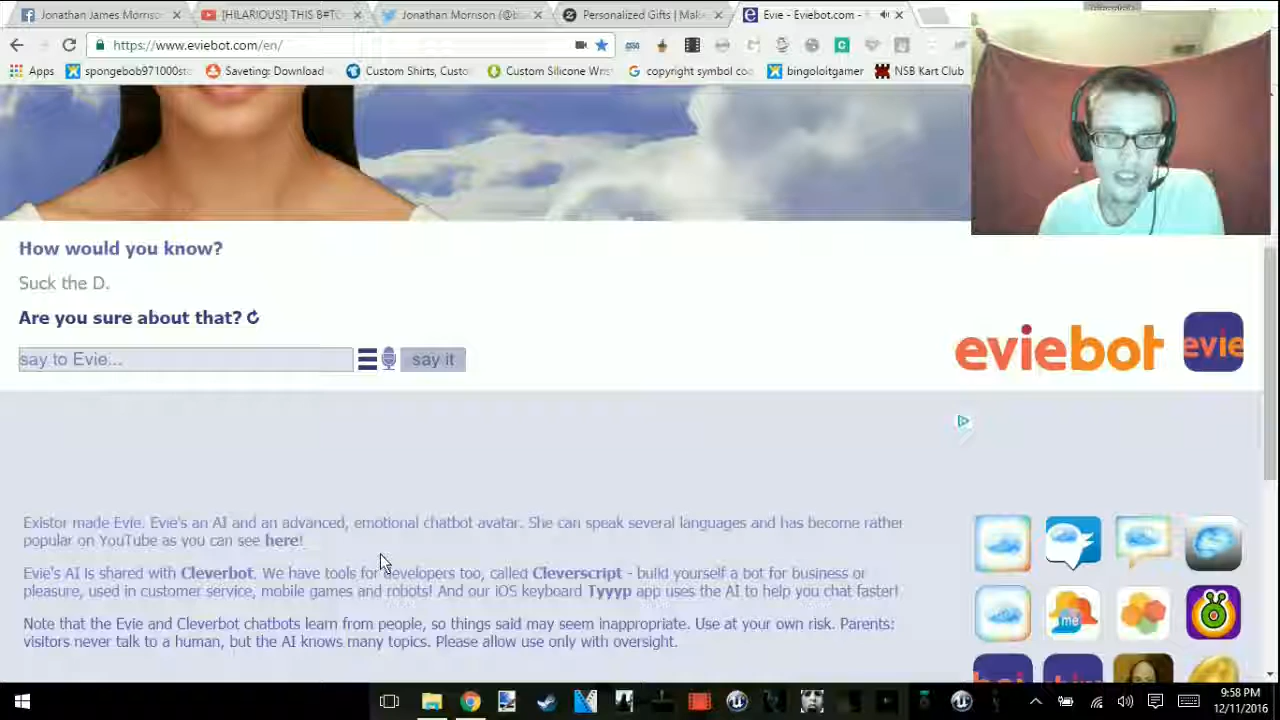 Jonathan James Morriso
[HILARIOUS!] THIS B#TC
Jonathan Morrison (@b
Personalized Gifts | Make
Evie - Eviebot.com -
https://www.eviebot.com/en/
Apps
spongebob971000sto
Saveting: Download
Custom Shirts, Custo
Custom Silicone Wris
copyright symbol co
bingoloitgamer
NSB Kart Club
How would you know?
Suck the D.
Are you sure about that?
say to Evie...
say it
eviebot
evie
Existor made Evie. Evie's an AI and an advanced, emotional chatbot avatar. She can speak several languages and has become rather
popular on YouTube as you can see here!
Evie's AI is shared with Cleverbot. We have tools for developers too, called Cleverscript - build yourself a bot for business or
pleasure, used in customer service, mobile games and robots! And our iOS keyboard Tyyyp app uses the AI to help you chat faster!
Note that the Evie and Cleverbot chatbots learn from people, so things said may seem inappropriate. Use at your own risk. Parents:
visitors never talk to a human, but the AI knows many topics. Please allow use only with oversight.
me
9:58 PM
12/11/2016